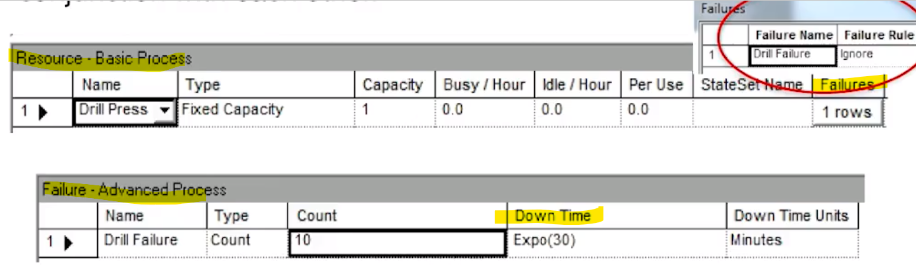 Failures
Failure Name Failure Rule
1 Drill Failure Ignore
Resource - Basic Process
Name Type Capacity Busy / Hour Idle / Hour Per Use StateSet Name Failures
1 Drill Press Fixed Capacity 1 0.0 0.0 0.0 1 rows
Failure - Advanced Process
Name Type Count Down Time Down Time Units
1 Drill Failure Count 10 Expo(30) Minutes